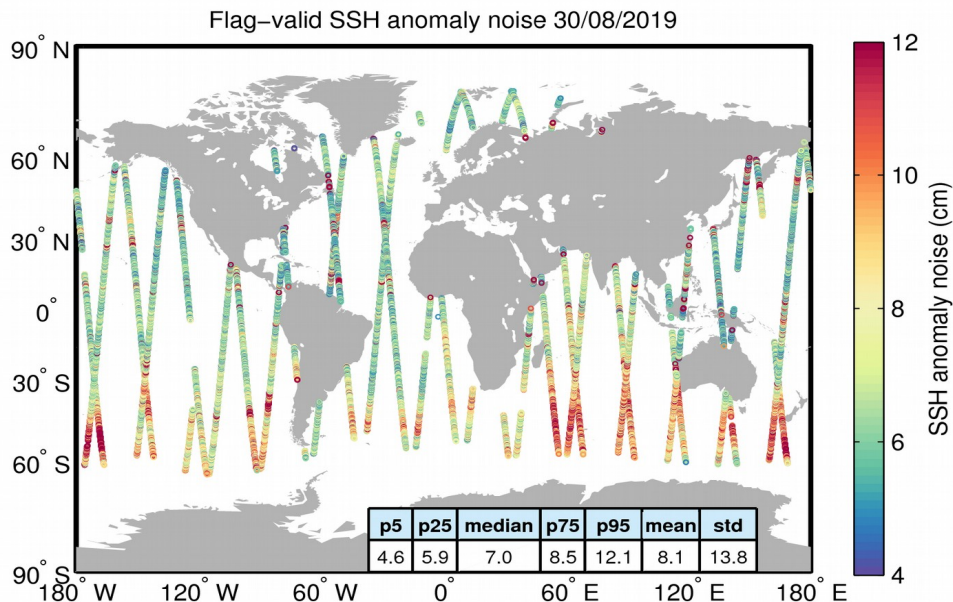 Flag−valid SSH anomaly noise 30/08/2019
90° N
60° N
30° N
0°
30° S
60° S
90° S
180° W
120° W
60° W
0°
60° E
120° E
180° E
p5 p25 median p75 p95 mean std
4.6 5.9 7.0 8.5 12.1 8.1 13.8
12
10
8
6
4
SSH anomaly noise (cm)